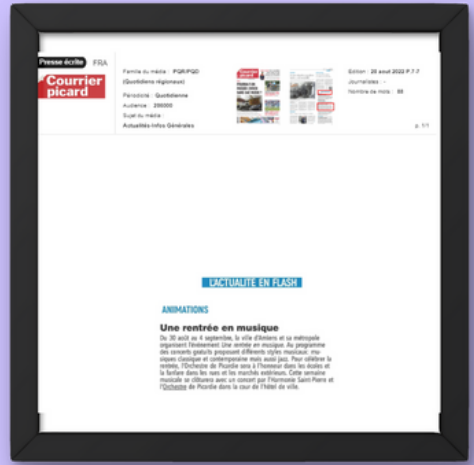 Presse écrite FRA
Courrier
picard
Famille du média : PQR/PQD
(Quotidiens régionaux)
Périodicité : Quotidienne
Audience : 200000
Sujet du média :
Actualités-Infos Générales
Edition : 20 aout 2022 P.7-7
Journalistes : -
Nombre de mots : 88
p. 1/1
L'ACTUALITE EN FLASH
ANIMATIONS
Une rentrée en musique
Du 30 août au 4 septembre, la ville d'Amiens et sa métropole
organisent l'événement Une rentrée en musique. Au programme
des concerts gratuits proposant différents styles musicaux: mu-
siques classique et contemporaine mais aussi jazz. Pour célébrer la
rentrée, l'Orchestre de Picardie sera à l'honneur dans les écoles et
la fanfare dans les rues et les marchés extérieurs. Cette semaine
musicale se clôturera avec un concert par l'Harmonie Saint-Pierre et
l'Orchestre de Picardie dans la cour de l'hôtel de ville.